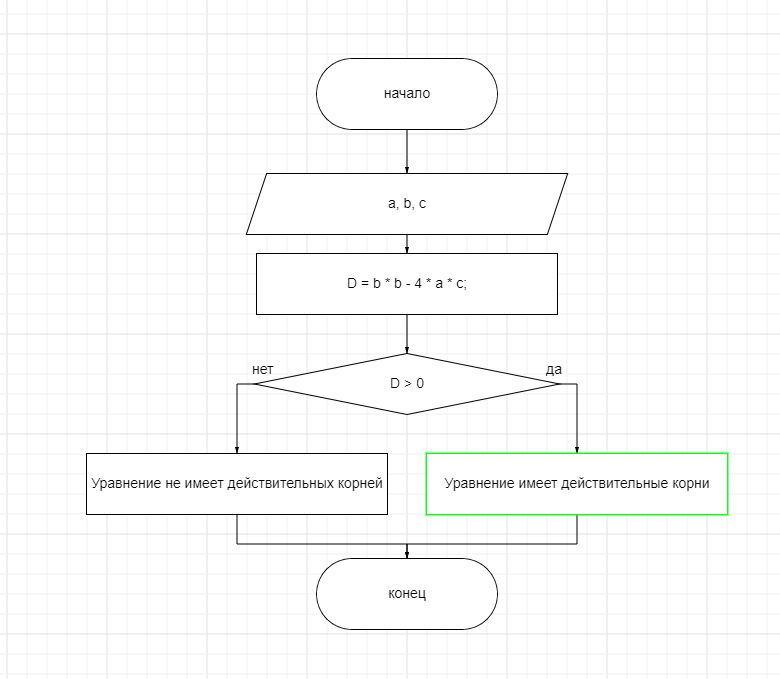 начало
a, b, c
D = b * b - 4 * a * c;
нет
да
D > 0
Уравнение не имеет действительных корней
Уравнение имеет действительные корни
конец